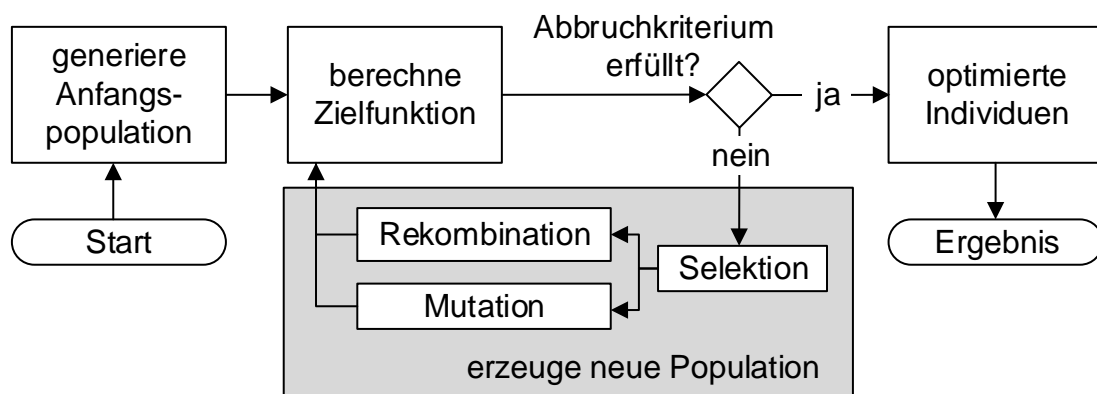 generiere
Anfangs-
population
berechne
Zielfunktion
Abbruchkriterium
erfüllt?
ja
nein
optimierte
Individuen
Start
Rekombination
Selektion
Mutation
erzeuge neue Population
Ergebnis